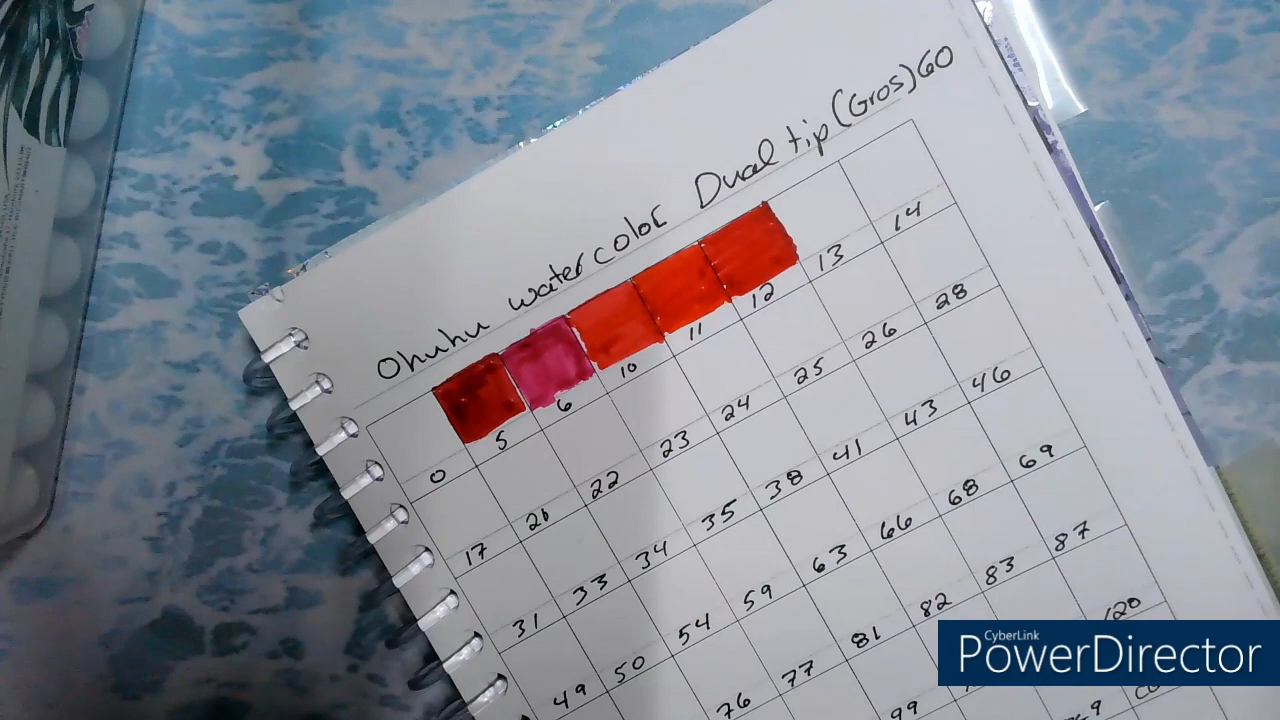 Ohuhu watercolor Dual tip (Gros) 60
0 5 6 10 11 12 13 14
17 20 22 23 24 25 26 28
31 33 34 35 38 41 43 46
49 50 54 59 63 66 68 69
76 77 81 82 83 87
99 120
CyberLink
PowerDirector